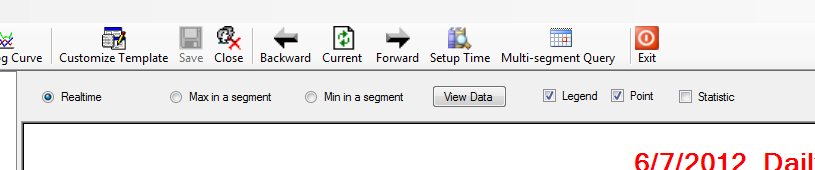 g Curve Customize Template Save Close Backward Current Forward Setup Time Multi-segment Query Exit
Realtime Max in a segment Min in a segment View Data Legend Point Statistic
6/7/2012 Dail